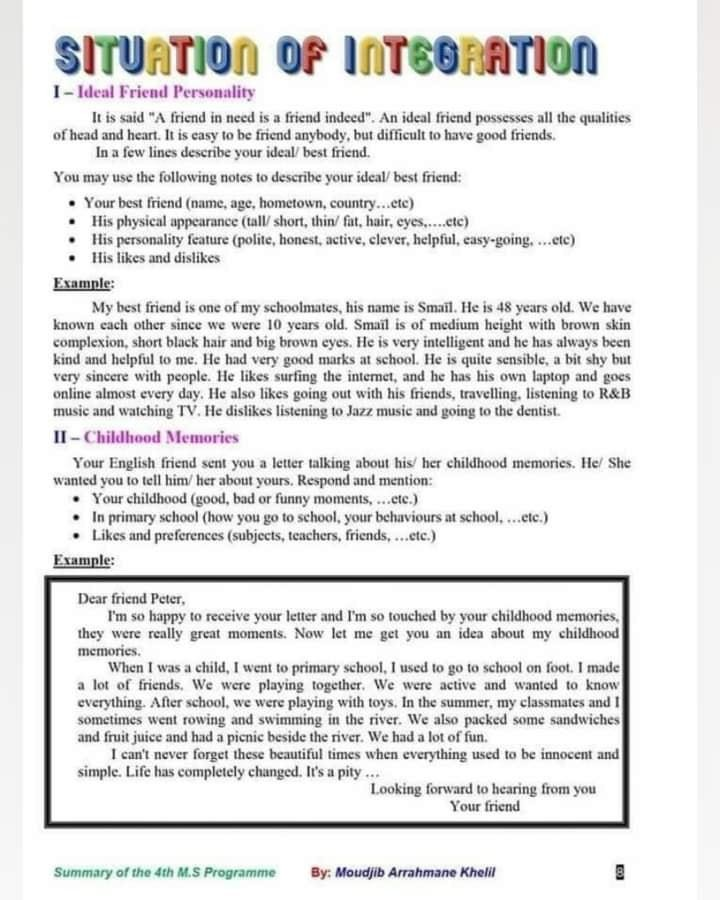 SITUATION OF INTEGRATION
I – Ideal Friend Personality
It is said "A friend in need is a friend indeed". An ideal friend possesses all the qualities
of head and heart. It is easy to be friend anybody, but difficult to have good friends.
In a few lines describe your ideal/ best friend.
You may use the following notes to describe your ideal/ best friend:
• Your best friend (name, age, hometown, country…etc)
• His physical appearance (tall/ short, thin/ fat, hair, eyes,….etc)
• His personality feature (polite, honest, active, clever, helpful, easy-going, …etc)
• His likes and dislikes
Example:
My best friend is one of my schoolmates, his name is Smaïl. He is 48 years old. We have
known each other since we were 10 years old. Smaïl is of medium height with brown skin
complexion, short black hair and big brown eyes. He is very intelligent and he has always been
kind and helpful to me. He had very good marks at school. He is quite sensible, a bit shy but
very sincere with people. He likes surfing the internet, and he has his own laptop and goes
online almost every day. He also likes going out with his friends, travelling, listening to R&B
music and watching TV. He dislikes listening to Jazz music and going to the dentist.
II – Childhood Memories
Your English friend sent you a letter talking about his/ her childhood memories. He/ She
wanted you to tell him/ her about yours. Respond and mention:
• Your childhood (good, bad or funny moments, …etc.)
• In primary school (how you go to school, your behaviours at school, …etc.)
• Likes and preferences (subjects, teachers, friends, …etc.)
Example:
Dear friend Peter,
I'm so happy to receive your letter and I'm so touched by your childhood memories,
they were really great moments. Now let me get you an idea about my childhood
memories.
When I was a child, I went to primary school, I used to go to school on foot. I made
a lot of friends. We were playing together. We were active and wanted to know
everything. After school, we were playing with toys. In the summer, my classmates and I
sometimes went rowing and swimming in the river. We also packed some sandwiches
and fruit juice and had a picnic beside the river. We had a lot of fun.
I can't never forget these beautiful times when everything used to be innocent and
simple. Life has completely changed. It's a pity …
Looking forward to hearing from you
Your friend
Summary of the 4th M.S Programme By: Moudjib Arrahmane Khelil 8